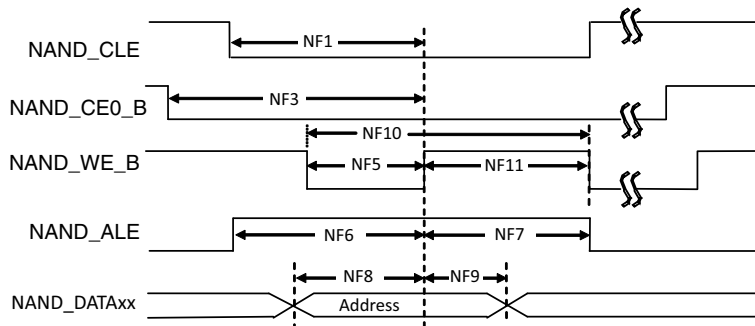 NAND_CLE
NF1
NAND_CE0_B
NF3
NF10
NAND_WE_B
NF5
NF11
NAND_ALE
NF6
NF7
NF8
NF9
NAND_DATAxx
Address